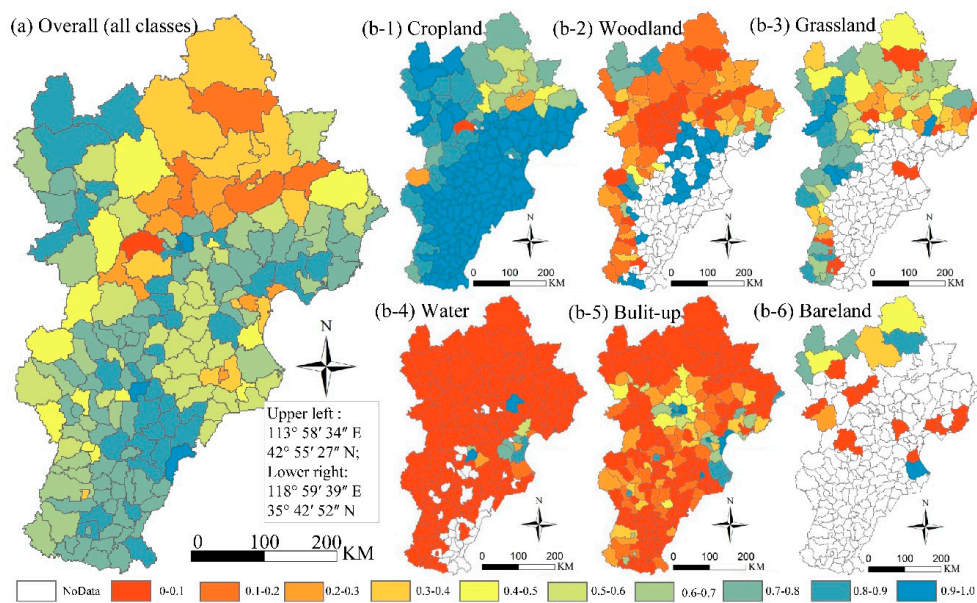 (a) Overall (all classes)
(b-1) Cropland
(b-2) Woodland
(b-3) Grassland
N
0 100 200
KM
N
0 100 200
KM
N
0 100 200
KM
(b-4) Water
(b-5) Bulit-up
(b-6) Bareland
N
Upper left :
113° 58′ 34″ E
42° 55′ 27″ N;
Lower right:
118° 59′ 39″ E
35° 42′ 52″ N
0 100 200 KM
N
0 100 200
KM
N
0 100 200
KM
N
0 100 200
KM
NoData 0-0.1 0.1-0.2 0.2-0.3 0.3-0.4 0.4-0.5 0.5-0.6 0.6-0.7 0.7-0.8 0.8-0.9 0.9-1.0